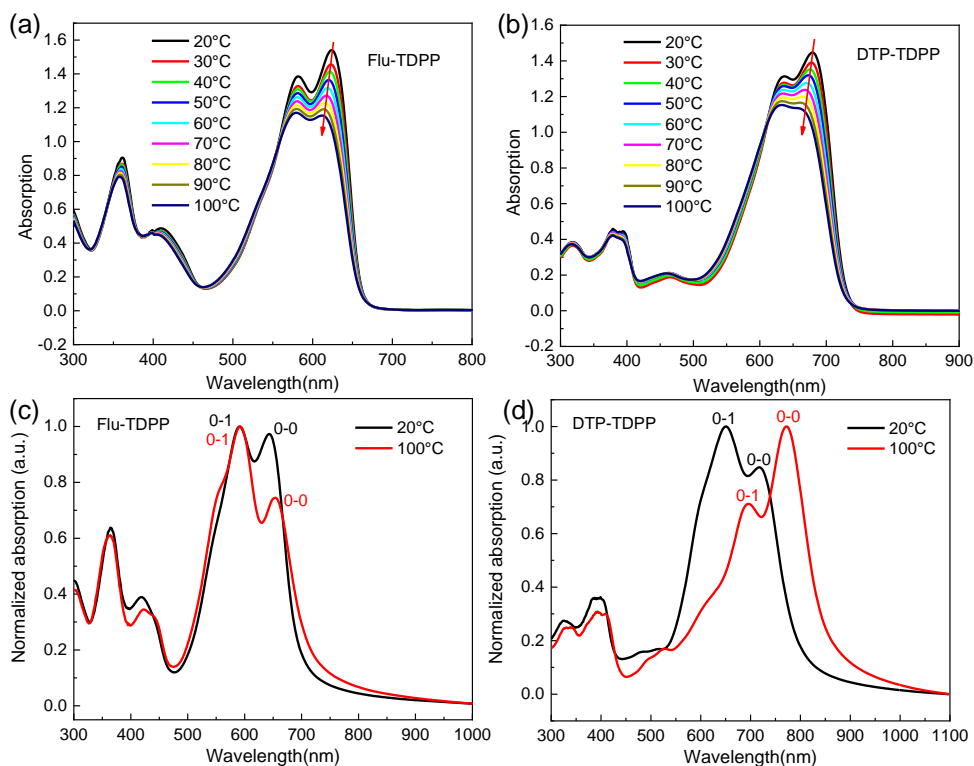 (a)
Flu-TDPP
20°C
30°C
40°C
50°C
60°C
70°C
80°C
90°C
100°C
Absorption
1.6
1.4
1.2
1.0
0.8
0.6
0.4
0.2
0.0
-0.2
300 400 500 600 700 800
Wavelength(nm)
(b)
DTP-TDPP
20°C
30°C
40°C
50°C
60°C
70°C
80°C
90°C
100°C
Absorption
1.6
1.4
1.2
1.0
0.8
0.6
0.4
0.2
0.0
-0.2
300 400 500 600 700 800 900
Wavelength(nm)
(c)
Flu-TDPP
0-1
0-1
0-0
0-0
20°C
100°C
Normalized absorption (a.u.)
1.0
0.8
0.6
0.4
0.2
0.0
300 400 500 600 700 800 900 1000
Wavelength(nm)
(d)
DTP-TDPP
0-1
0-0
0-1
0-0
20°C
100°C
Normalized absorption (a.u.)
1.0
0.8
0.6
0.4
0.2
0.0
300 400 500 600 700 800 900 1000 1100
Wavelength(nm)